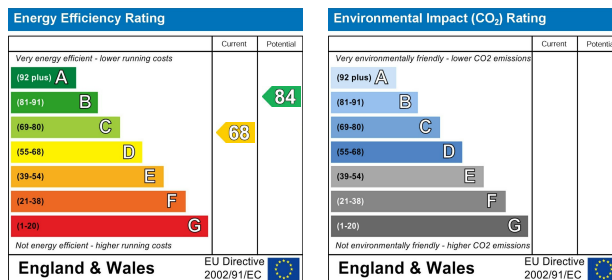 Energy Efficiency Rating
Current Potential
Very energy efficient - lower running costs
(92 plus) A
(81-91) B
84
(69-80) C
68
(55-68) D
(39-54) E
(21-38) F
(1-20) G
Not energy efficient - higher running costs
England & Wales
EU Directive
2002/91/EC
Environmental Impact (CO₂) Rating
Current Potential
Very environmentally friendly - lower CO2 emissions
(92 plus) A
(81-91) B
(69-80) C
(55-68) D
(39-54) E
(21-38) F
(1-20) G
Not environmentally friendly - higher CO2 emissions
England & Wales
EU Directive
2002/91/EC